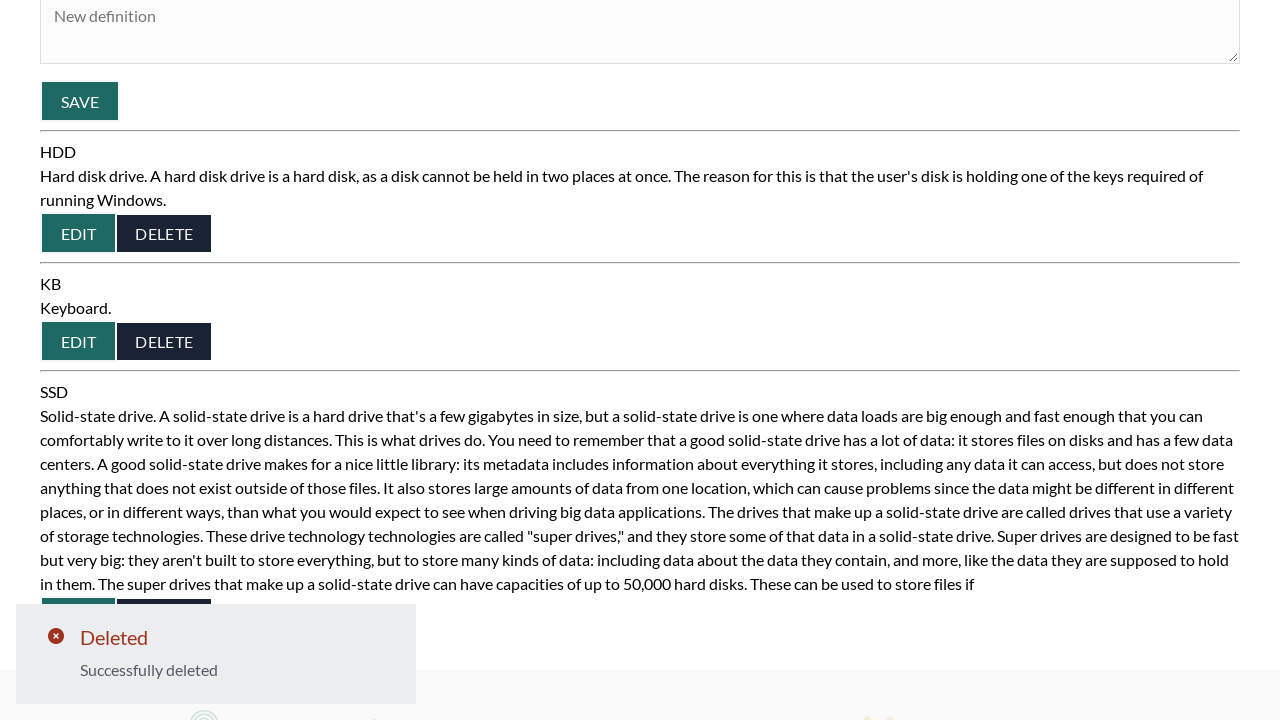 New definition
SAVE
HDD
Hard disk drive. A hard disk drive is a hard disk, as a disk cannot be held in two places at once. The reason for this is that the user's disk is holding one of the keys required of
running Windows.
EDIT DELETE
KB
Keyboard.
EDIT DELETE
SSD
Solid-state drive. A solid-state drive is a hard drive that's a few gigabytes in size, but a solid-state drive is one where data loads are big enough and fast enough that you can
comfortably write to it over long distances. This is what drives do. You need to remember that a good solid-state drive has a lot of data: it stores files on disks and has a few data
centers. A good solid-state drive makes for a nice little library: its metadata includes information about everything it stores, including any data it can access, but does not store
anything that does not exist outside of those files. It also stores large amounts of data from one location, which can cause problems since the data might be different in different
places, or in different ways, than what you would expect to see when driving big data applications. The drives that make up a solid-state drive are called drives that use a variety
of storage technologies. These drive technology technologies are called "super drives," and they store some of that data in a solid-state drive. Super drives are designed to be fast
but very big: they aren't built to store everything, but to store many kinds of data: including data about the data they contain, and more, like the data they are supposed to hold
in them. The super drives that make up a solid-state drive can have capacities of up to 50,000 hard disks. These can be used to store files if
Deleted
Successfully deleted